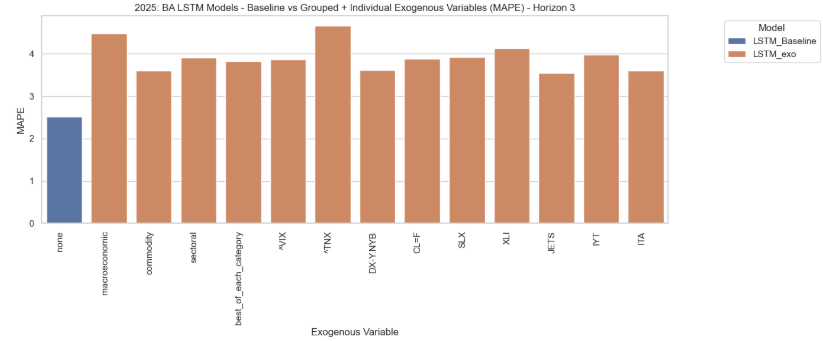 2025: BA LSTM Models - Baseline vs Grouped + Individual Exogenous Variables (MAPE) - Horizon 3
Model
LSTM_Baseline
LSTM_exo
MAPE
4
3
2
1
0
none
macroeconomic
commodity
sectoral
best_of_each_category
^VIX
^TNX
DX-Y.NYB
CL=F
SLX
XLI
JETS
IYT
ITA
Exogenous Variable